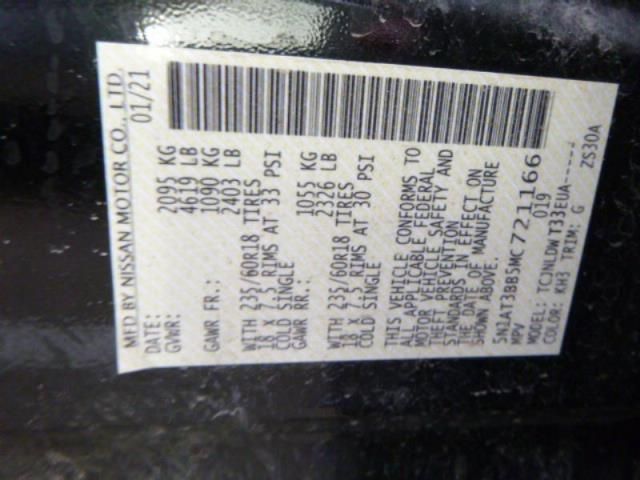 MFD BY NISSAN MOTOR CO., LTD.
DATE: 01/21
GVWR: 2095 KG
4619 LB
GAWR FR.: 1090 KG
2403 LB
WITH 235/60R18 TIRES
18 X 7.5 RIMS AT 33 PSI
COLD SINGLE
GAWR RR.: 1055 KG
2326 LB
WITH 235/60R18 TIRES
18 X 7.5 RIMS AT 30 PSI
COLD SINGLE
THIS VEHICLE CONFORMS TO
ALL APPLICABLE FEDERAL
MOTOR VEHICLE SAFETY AND
THEFT PREVENTION
STANDARDS IN EFFECT ON
THE DATE OF MANUFACTURE
SHOWN ABOVE.
5N1AT3BB5MC721166
MPV 019
MODEL: TCJNLDWT33EUA-----
COLOR: KH3 TRIM: G ZS30A